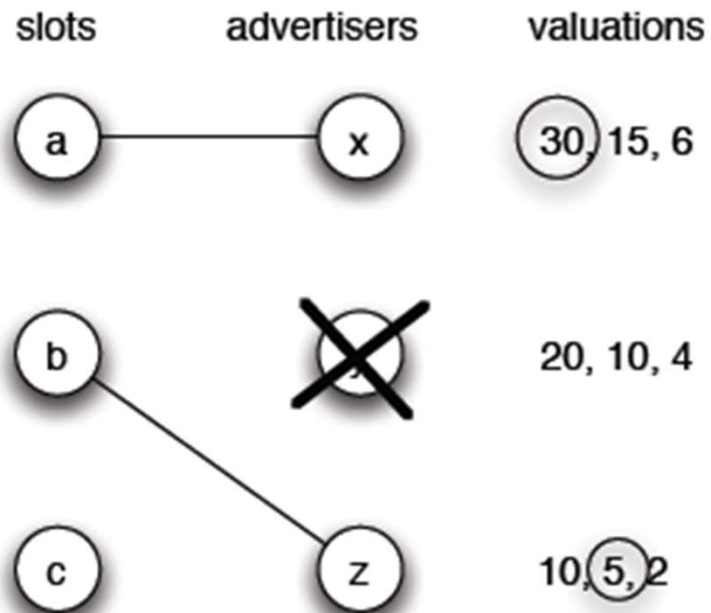 slots advertisers valuations
a x 30, 15, 6
b 20, 10, 4
c z 10, 5, 2